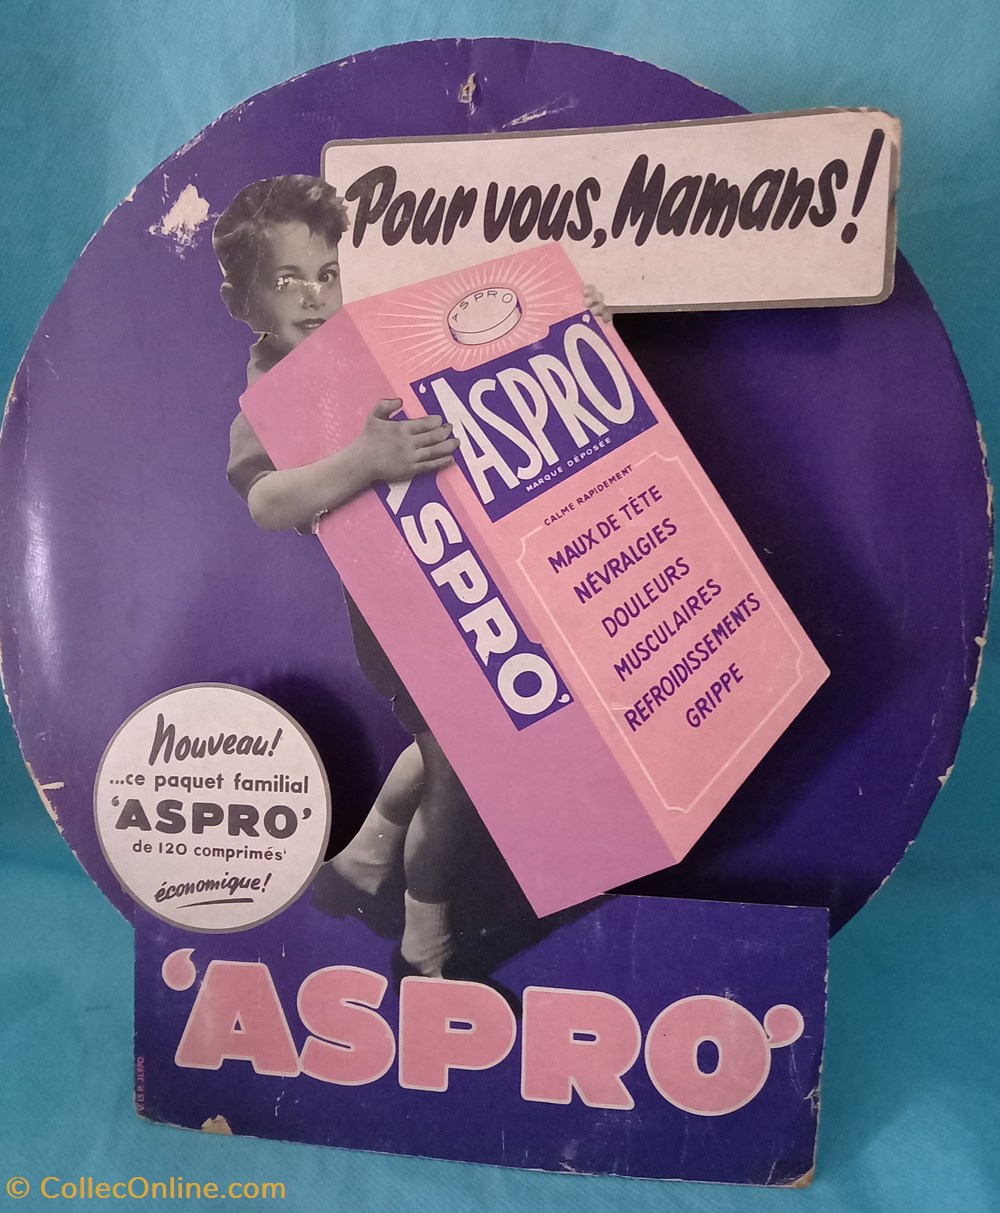 Pour vous, Mamans!
ASPRO
'ASPRO'
MARQUE DÉPOSÉE
CALME RAPIDEMENT
MAUX DE TÊTE
NÉVRALGIES
DOULEURS
MUSCULAIRES
REFROIDISSEMENTS
GRIPPE
ASPRO'
Nouveau!
...ce paquet familial
'ASPRO'
de 120 comprimés
économique!
'ASPRO'
© CollecOnline.com